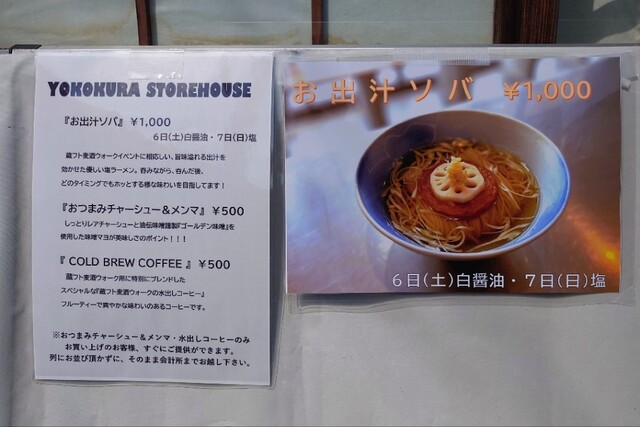 YOKOKURA STOREHOUSE
『お出汁ソバ』 ¥1,000
6日(土)白醤油・7日(日)塩
蔵フト麦酒ウォークイベントに相応しい、旨味溢れる出汁を
効かせた優しい塩ラーメン。呑みながら、呑んだ後、
どのタイミングでもホッとする様な味わいを目指してます！
『おつまみチャーシュー＆メンマ』 ¥500
しっとりレアチャーシューと油伝味噌謹製『ゴールデン味噌』を
使用した味噌マヨが美味しさのポイント！！！
『 COLD BREW COFFEE 』 ¥500
蔵フト麦酒ウォーク用に特別にブレンドした
スペシャルな『蔵フト麦酒ウォークの水出しコーヒー』
フルーティーで爽やかな味わいのあるコーヒーです。
※おつまみチャーシュー＆メンマ・水出しコーヒーのみ
お買い上げのお客様、すぐにご提供ができます。
列にお並び頂かずに、そのまま会計所までお越し下さい。
お出汁ソバ ¥1,000
6日(土)白醤油・7日(日)塩